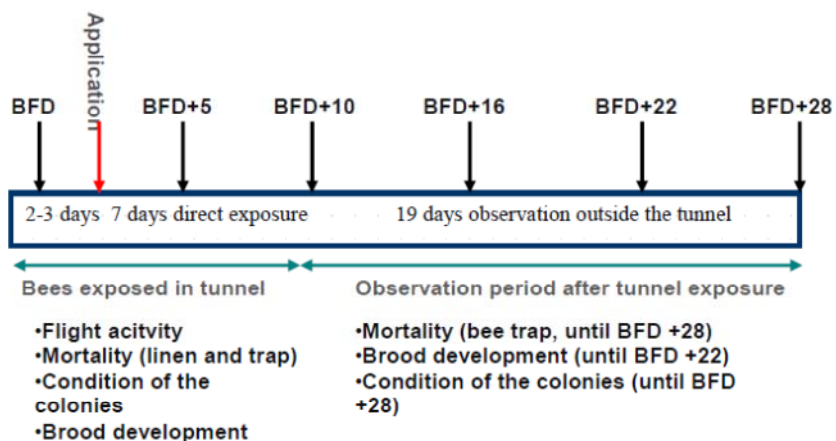 Application
BFD BFD+5 BFD+10 BFD+16 BFD+22 BFD+28
2-3 days 7 days direct exposure 19 days observation outside the tunnel
Bees exposed in tunnel
•Flight acitvity
•Mortality (linen and trap)
•Condition of the
colonies
•Brood development
Observation period after tunnel exposure
•Mortality (bee trap, until BFD +28)
•Brood development (until BFD +22)
•Condition of the colonies (until BFD
+28)